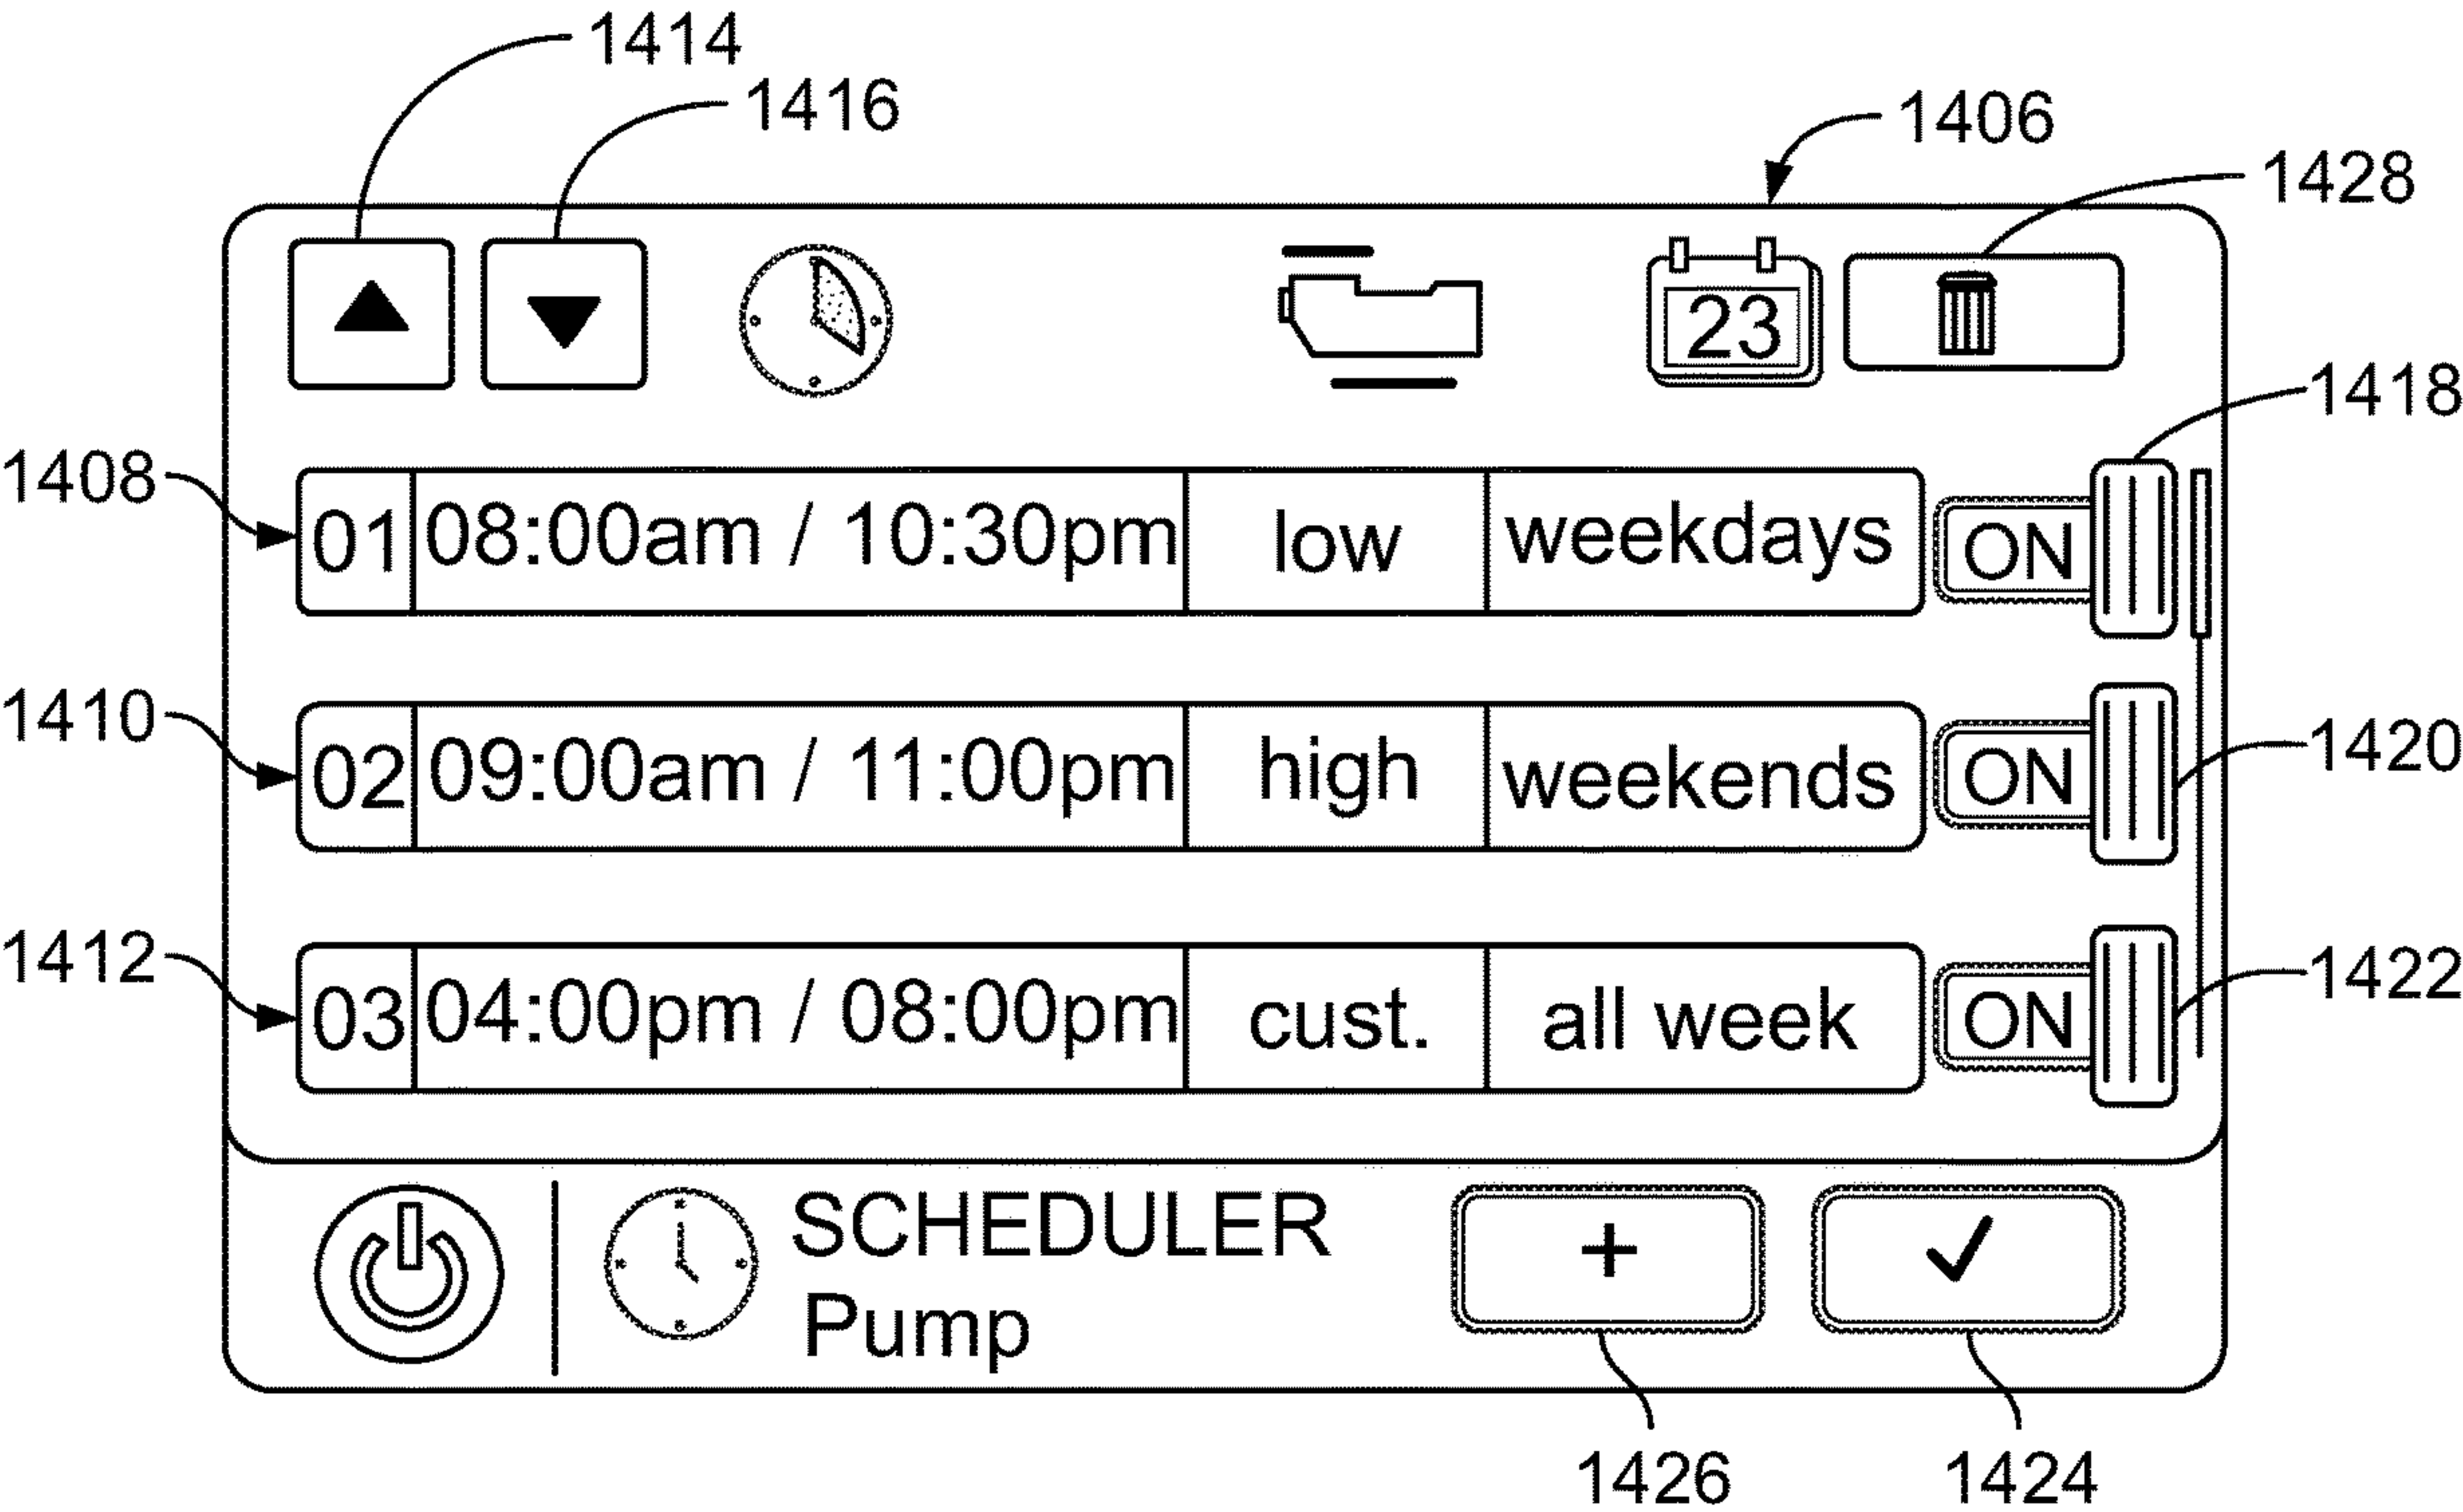 1414
1416
1406
1428
23
1418
1408
01 08:00am / 10:30pm low weekdays ON
1410
02 09:00am / 11:00pm high weekends ON
1420
1412
03 04:00pm / 08:00pm cust. all week ON
1422
SCHEDULER
Pump
+
1426
1424